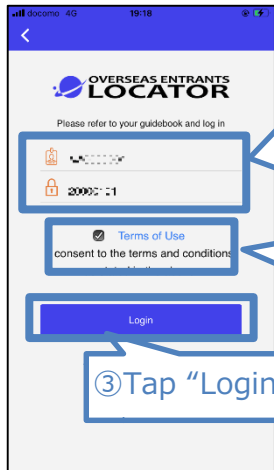 docomo 4G 19:18
OVERSEAS ENTRANTS
LOCATOR
Please refer to your guidebook and log in
Terms of Use
consent to the terms and conditions
Login
③Tap "Login